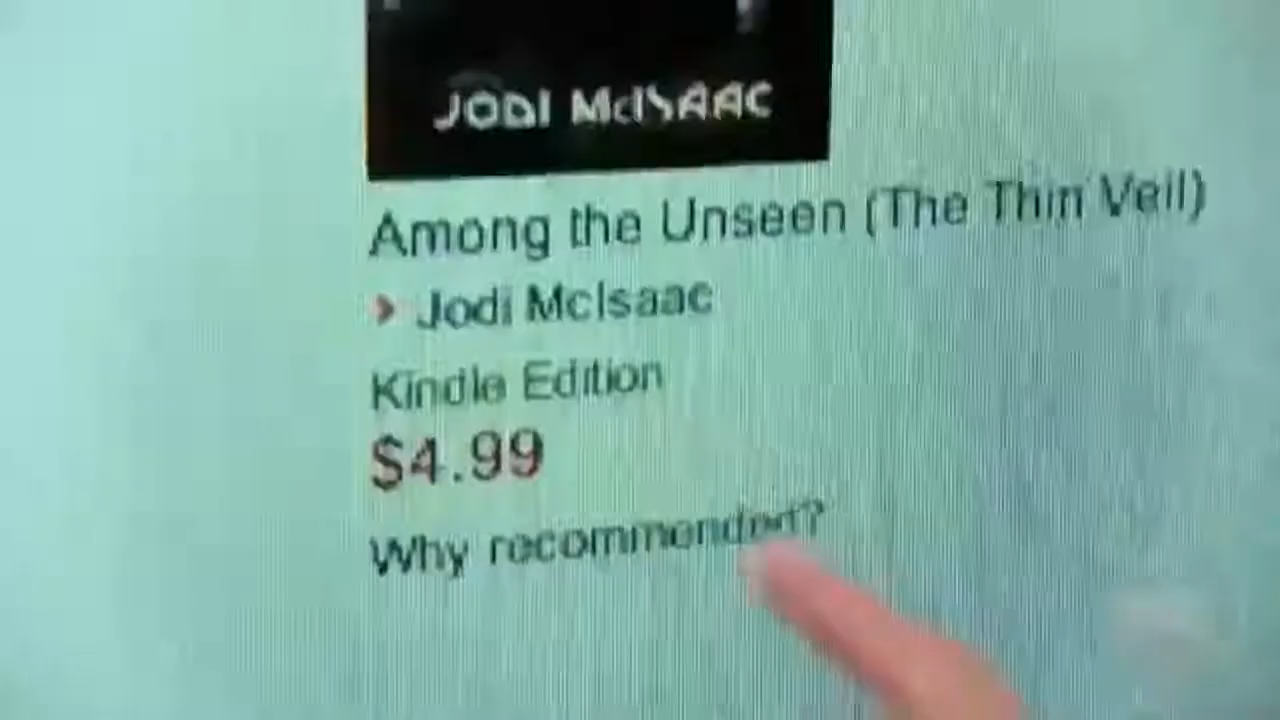 JODI McISAAC
Among the Unseen (The Thin Veil)
Jodi McIsaac
Kindle Edition
$4.99
Why recommended?